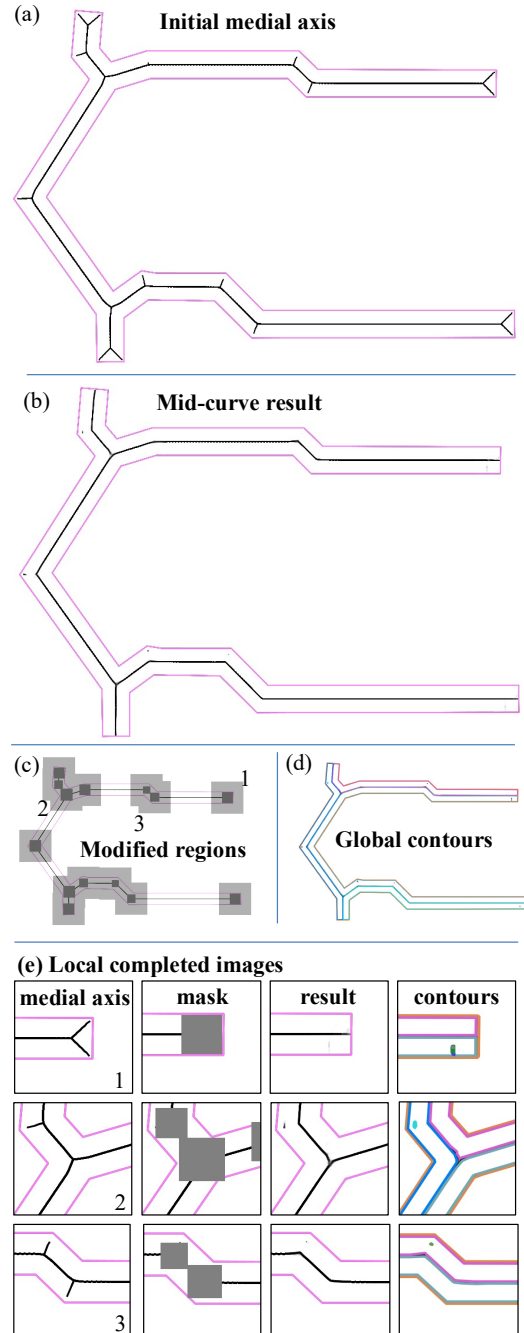 (a)
Initial medial axis
(b)
Mid-curve result
(c)
1
2
3
Modified regions
(d)
Global contours
(e) Local completed images
medial axis mask result contours
1
2
3